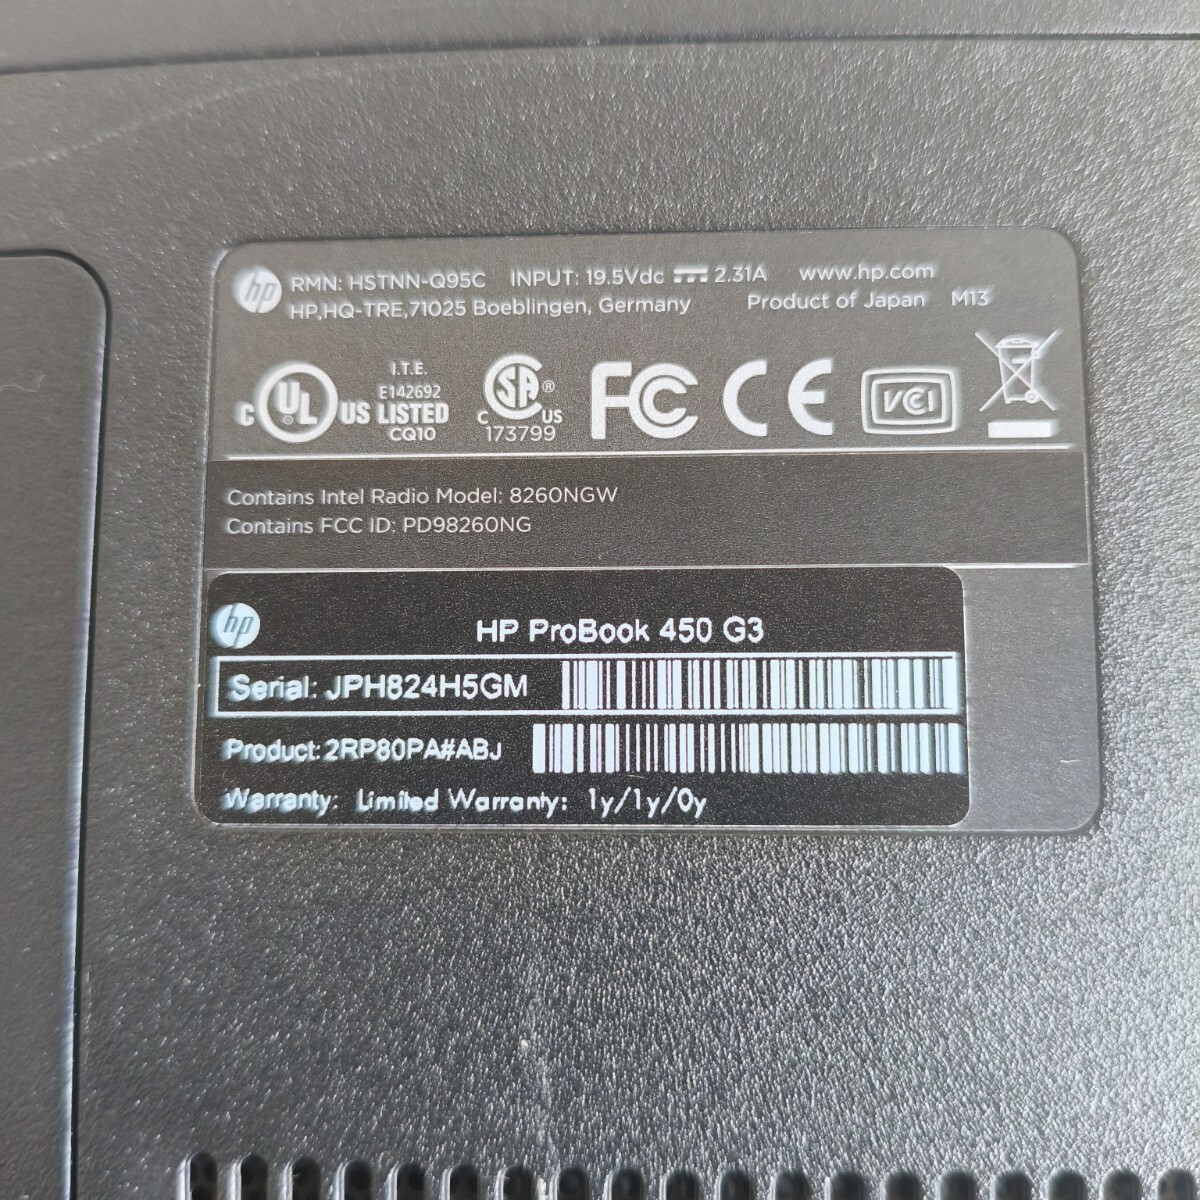 hp RMN: HSTNN-Q95C INPUT: 19.5Vdc 2.31A www.hp.com
HP,HQ-TRE,71025 Boeblingen, Germany Product of Japan M13
I.T.E.
E142692
C UL US LISTED
CQ10
SA ®
C US
173799
FC CE VCI
Contains Intel Radio Model: 8260NGW
Contains FCC ID: PD98260NG
hp
HP ProBook 450 G3
Serial: JPH824H5GM
Product: 2RP80PA#ABJ
Warranty: Limited Warranty: 1y/1y/0y